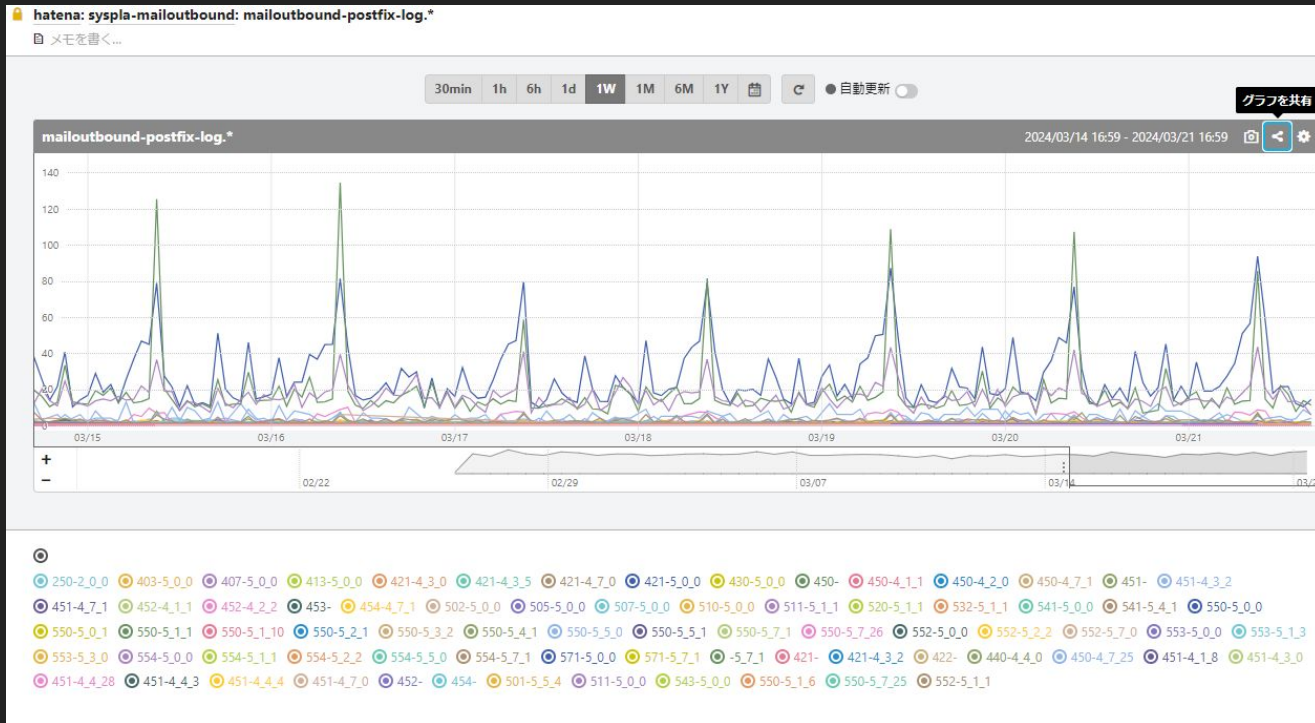 hatena: syspla-mailoutbound: mailoutbound-postfix-log.*
メモを書く...
30min 1h 6h 1d 1W 1M 6M 1Y 自動更新
グラフを共有
mailoutbound-postfix-log.* 2024/03/14 16:59 - 2024/03/21 16:59
140
120
100
80
60
40
20
0
03/15 03/16 03/17 03/18 03/19 03/20 03/21
+
−
02/22 02/29 03/07 03/14
250-2_0_0 403-5_0_0 407-5_0_0 413-5_0_0 421-4_3_0 421-4_3_5 421-4_7_0 421-5_0_0 430-5_0_0 450- 450-4_1_1 450-4_2_0 450-4_7_1 451- 451-4_3_2
451-4_7_1 452-4_1_1 452-4_2_2 453- 454-4_7_1 502-5_0_0 505-5_0_0 507-5_0_0 510-5_0_0 511-5_1_1 520-5_1_1 532-5_1_1 541-5_0_0 541-5_4_1 550-5_0_0
550-5_0_1 550-5_1_1 550-5_1_10 550-5_2_1 550-5_3_2 550-5_4_1 550-5_5_0 550-5_5_1 550-5_7_1 550-5_7_26 552-5_0_0 552-5_2_2 552-5_7_0 553-5_0_0 553-5_1_3
553-5_3_0 554-5_0_0 554-5_1_1 554-5_2_2 554-5_5_0 554-5_7_1 571-5_0_0 571-5_7_1 -5_7_1 421- 421-4_3_2 422- 440-4_4_0 450-4_7_25 451-4_1_8 451-4_3_0
451-4_4_28 451-4_4_3 451-4_4_4 451-4_7_0 452- 454- 501-5_5_4 511-5_0_0 543-5_0_0 550-5_1_6 550-5_7_25 552-5_1_1